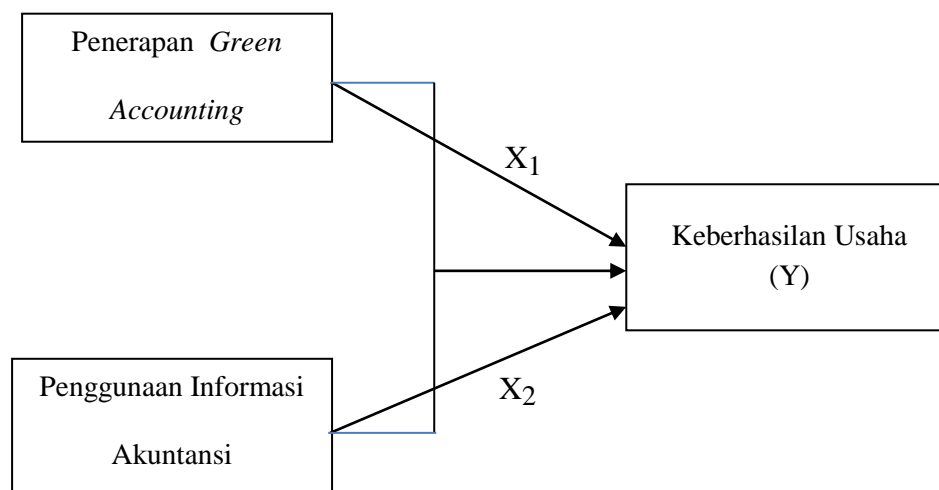 Penerapan Green
Accounting
X1
Keberhasilan Usaha
(Y)
Penggunaan Informasi
Akuntansi
X2